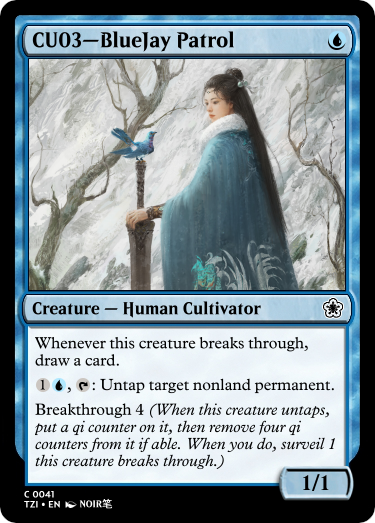 CU03—BlueJay Patrol
Creature — Human Cultivator
Whenever this creature breaks through,
draw a card.
1, : Untap target nonland permanent.
Breakthrough 4 (When this creature untaps,
put a qi counter on it, then remove four qi
counters from it if able. When you do, surveil 1
this creature breaks through.)
1/1
C 0041
TZI • EN NOIR笔